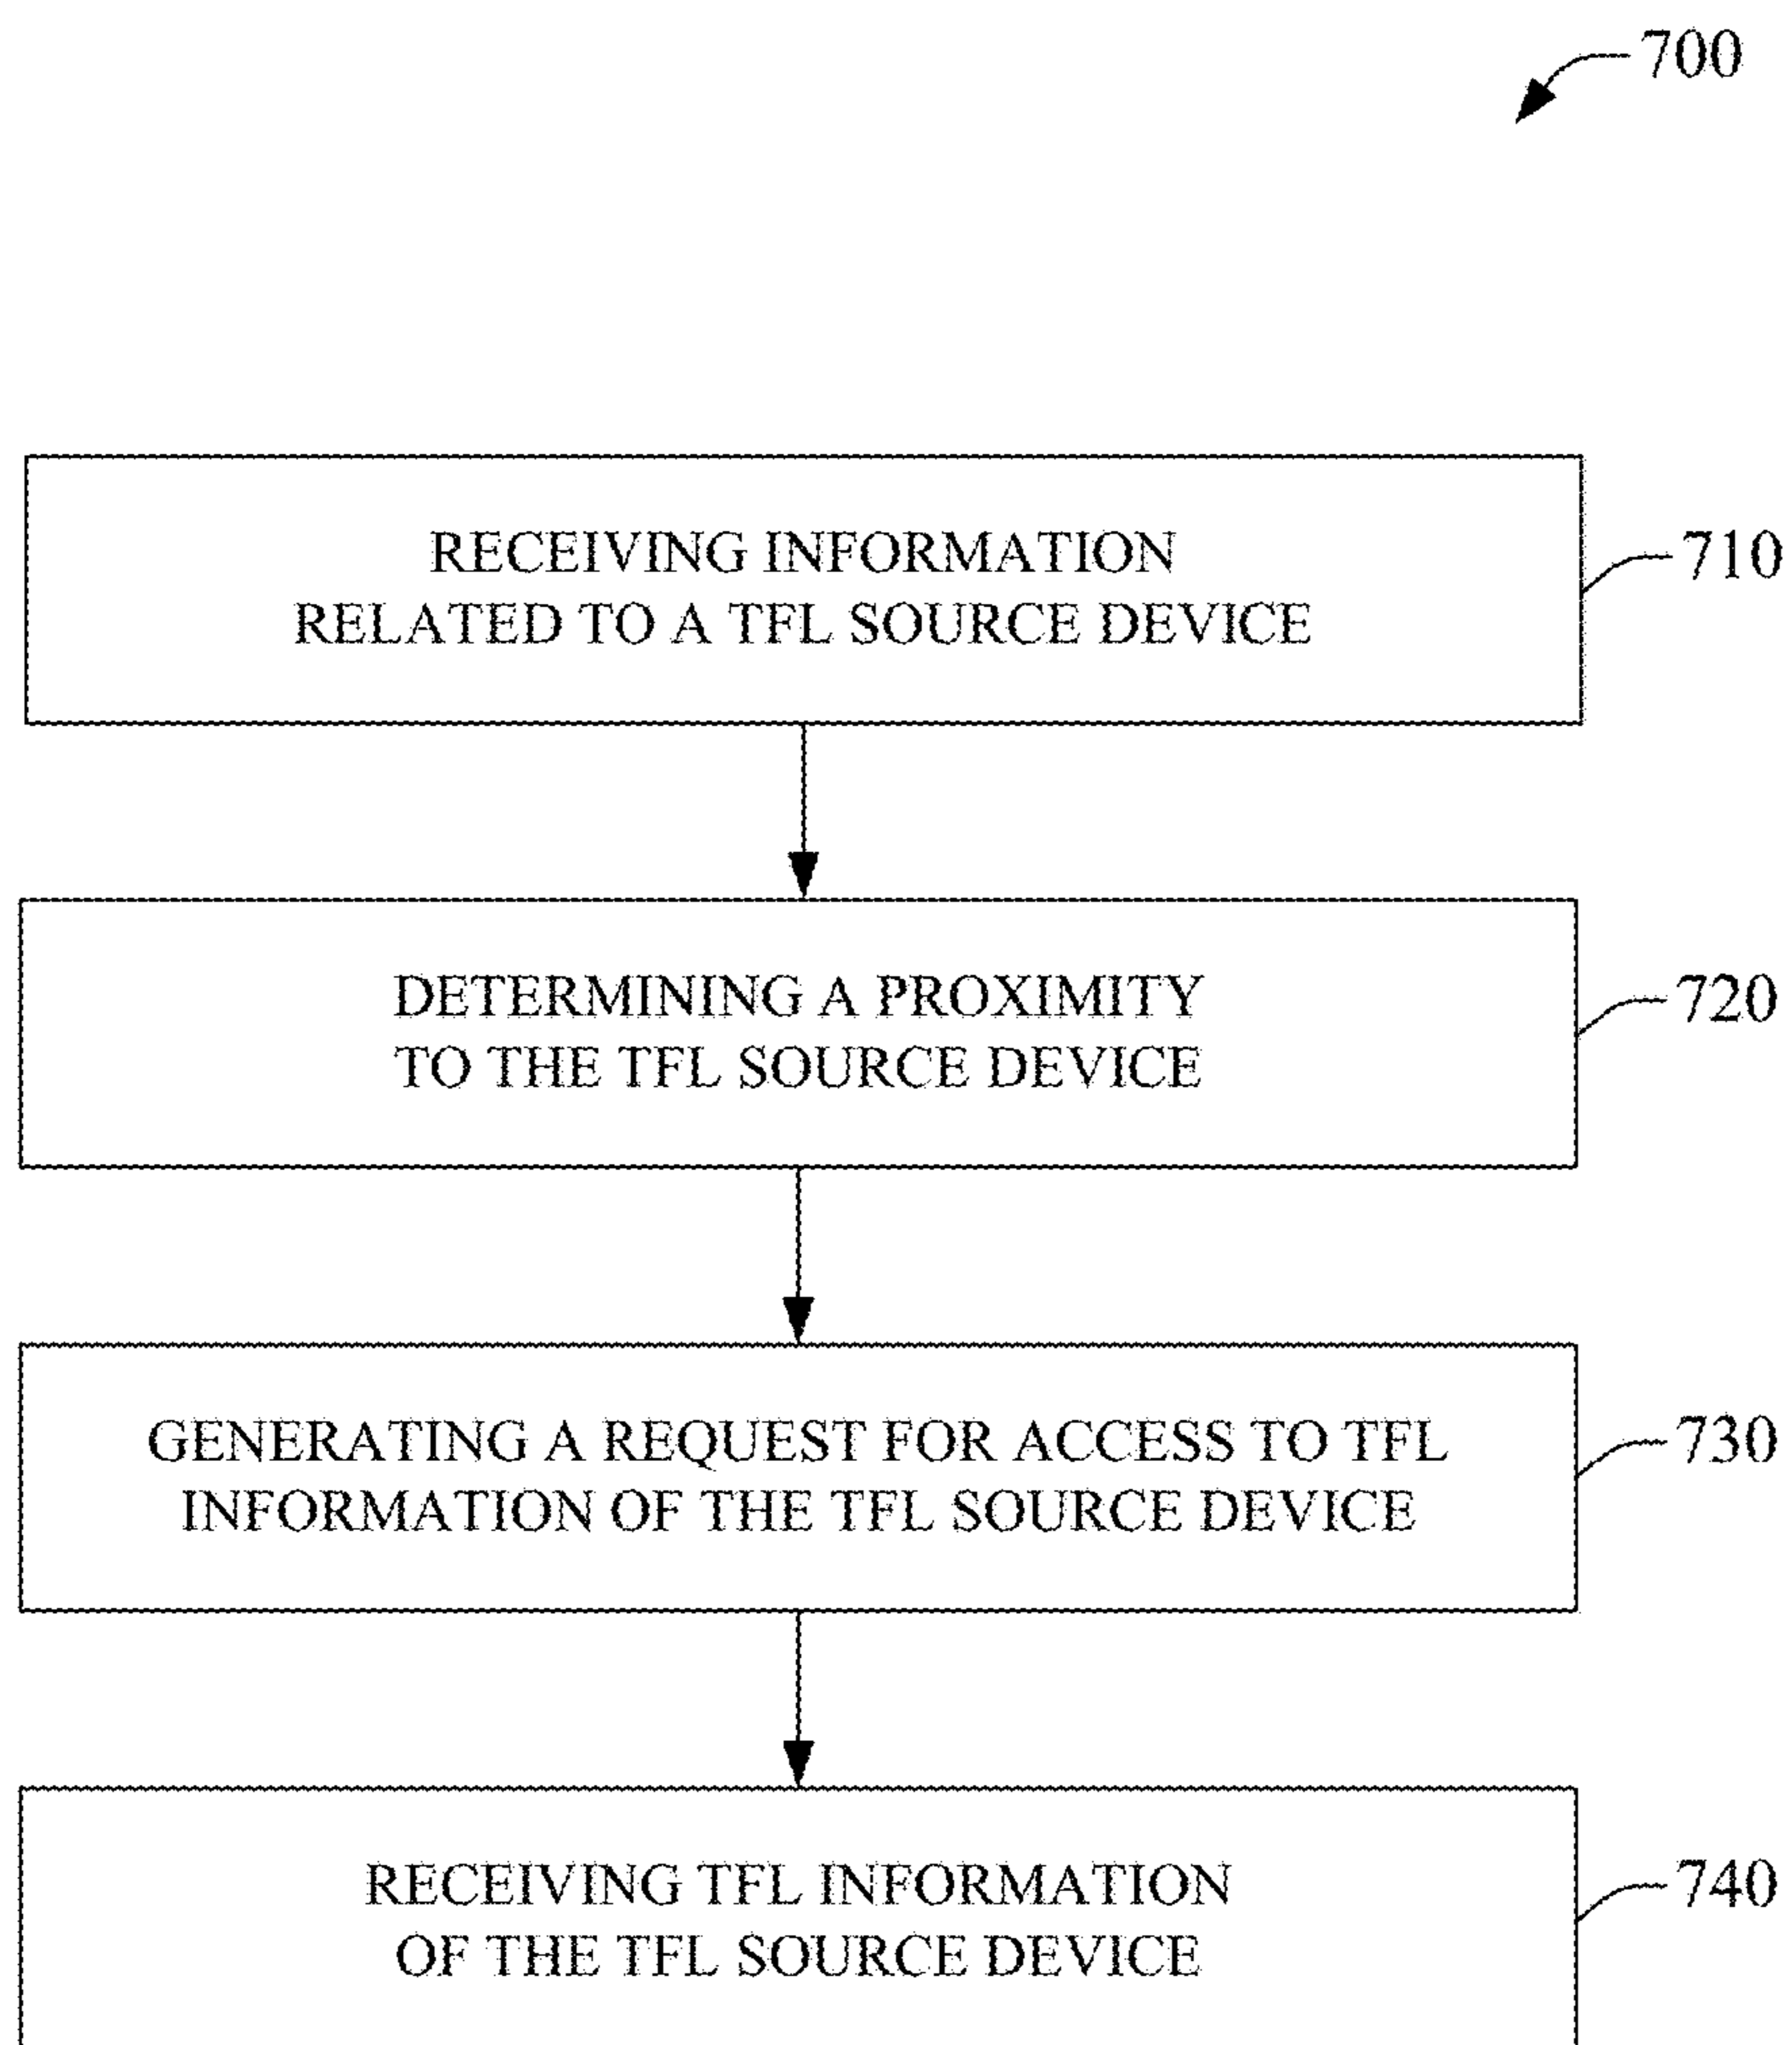 700
RECEIVING INFORMATION
RELATED TO A TFL SOURCE DEVICE
710
DETERMINING A PROXIMITY
TO THE TFL SOURCE DEVICE
720
GENERATING A REQUEST FOR ACCESS TO TFL
INFORMATION OF THE TFL SOURCE DEVICE
730
RECEIVING TFL INFORMATION
OF THE TFL SOURCE DEVICE
740